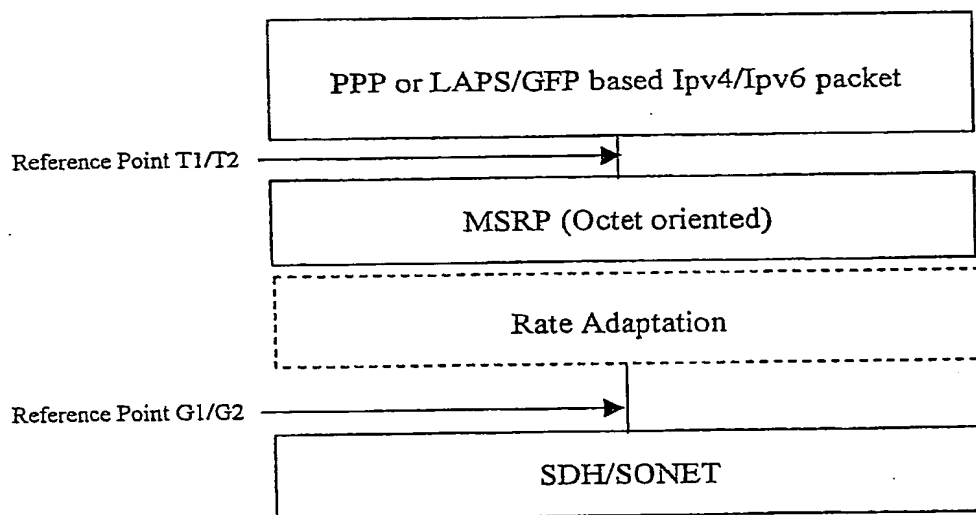 PPP or LAPS/GFP based Ipv4/Ipv6 packet
Reference Point T1/T2
MSRP (Octet oriented)
Rate Adaptation
Reference Point G1/G2
SDH/SONET